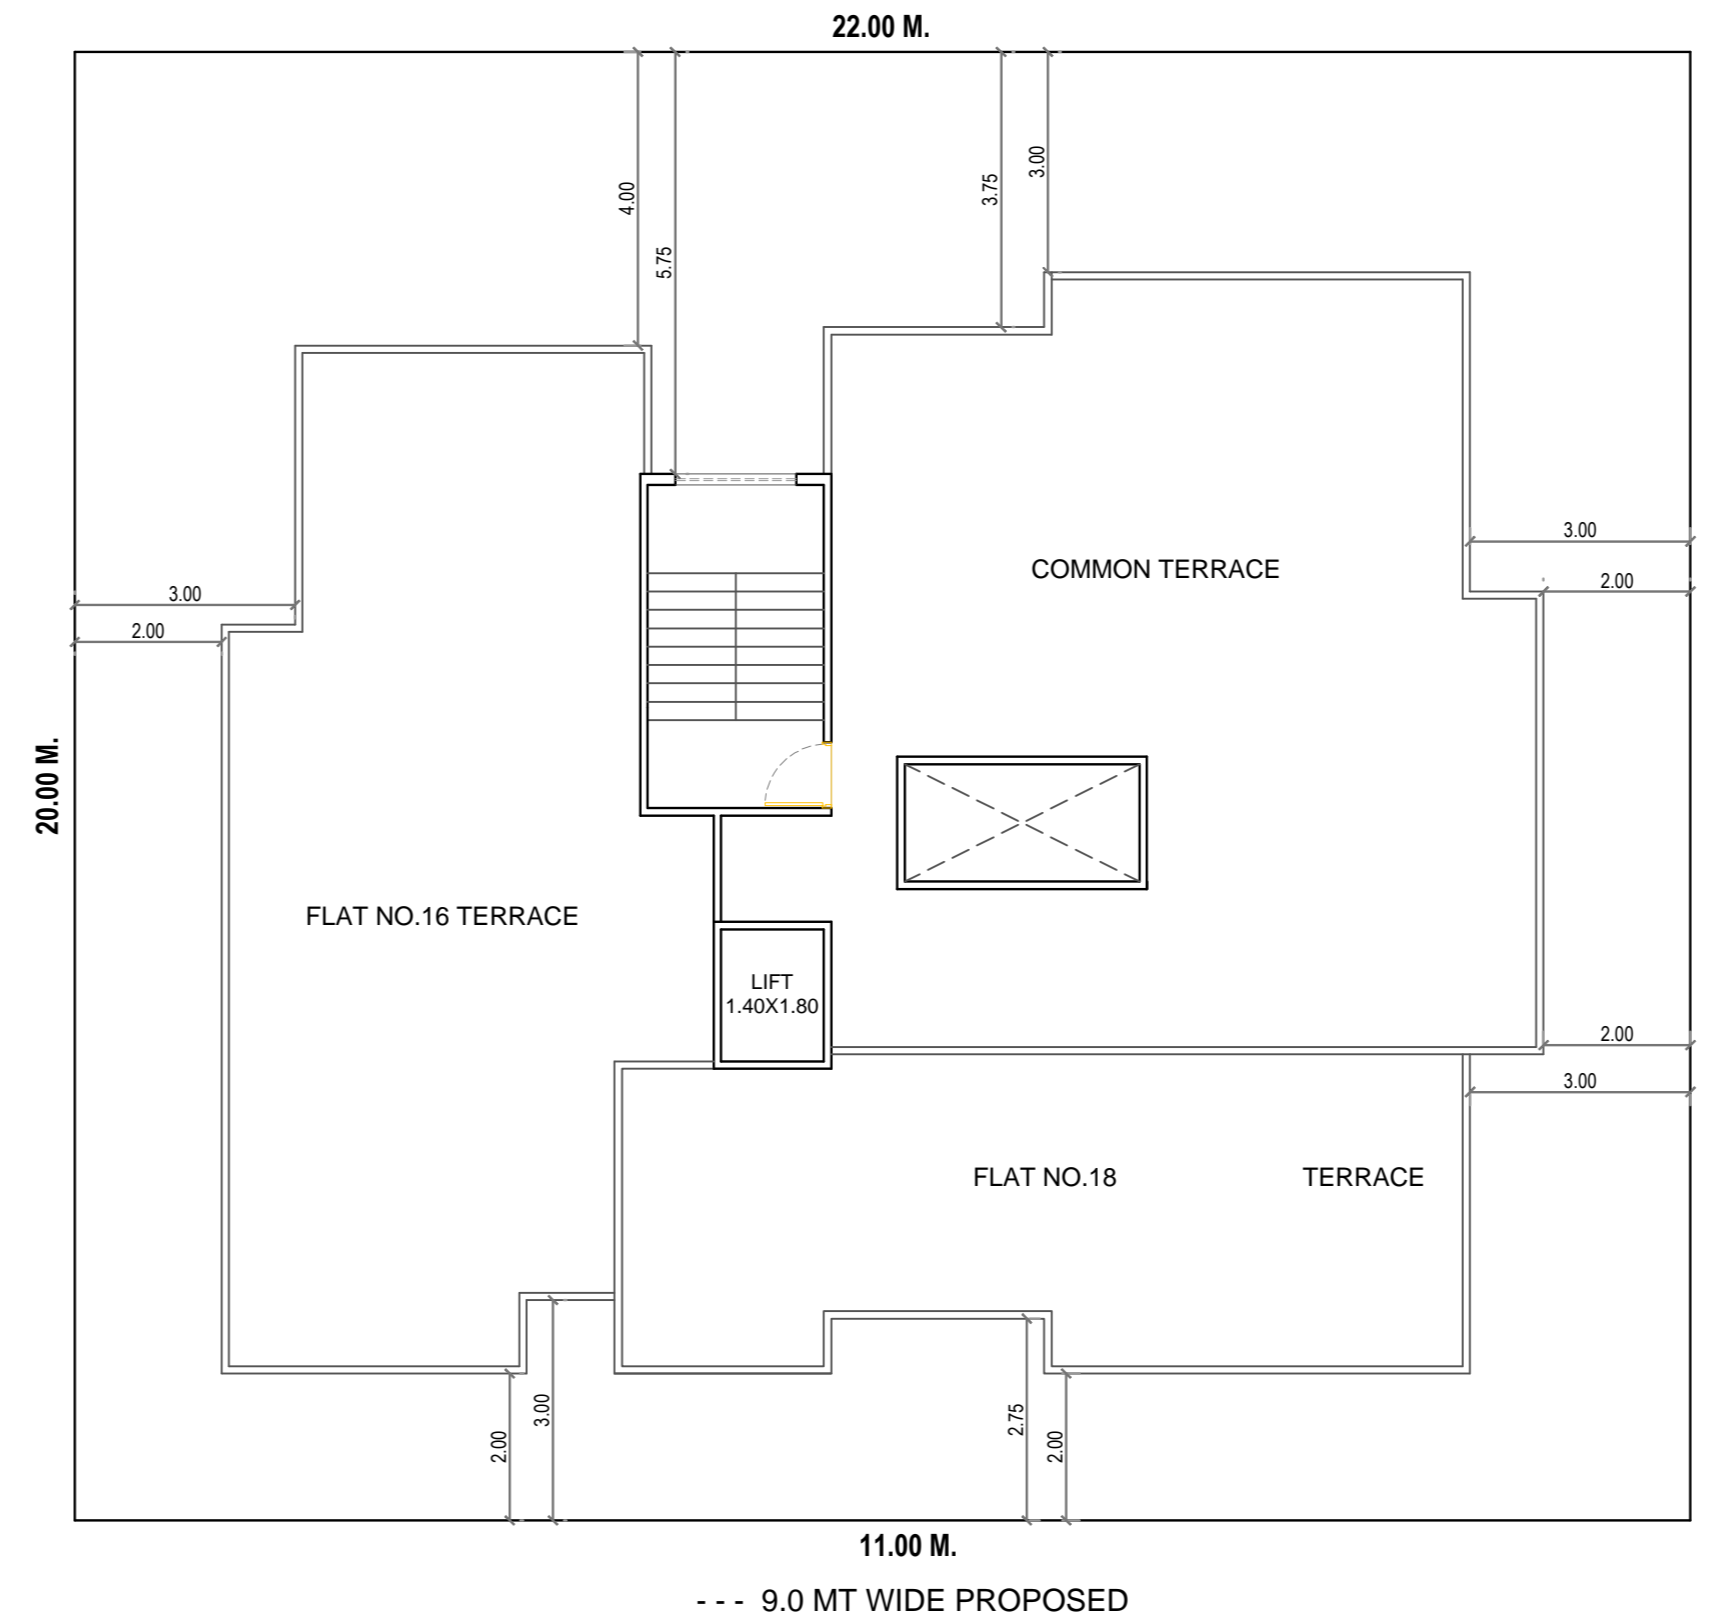 22.00 M.
3.00
3.75
4.00
5.75
3.00
COMMON TERRACE
2.00
3.00
2.00
20.00 M.
FLAT NO.16 TERRACE
LIFT
1.40X1.80
2.00
3.00
FLAT NO.18 TERRACE
3.00
2.75
2.00
2.00
11.00 M.
--- 9.0 MT WIDE PROPOSED